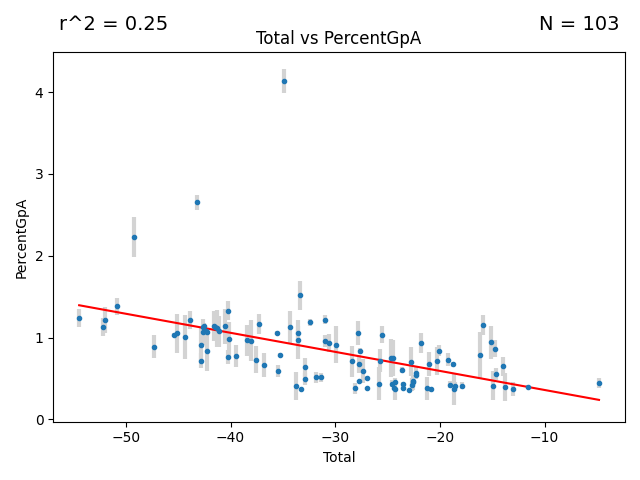 r^2 = 0.25
N = 103
Total vs PercentGpA
PercentGpA
4
3
2
1
0
−50
−40
−30
−20
−10
Total